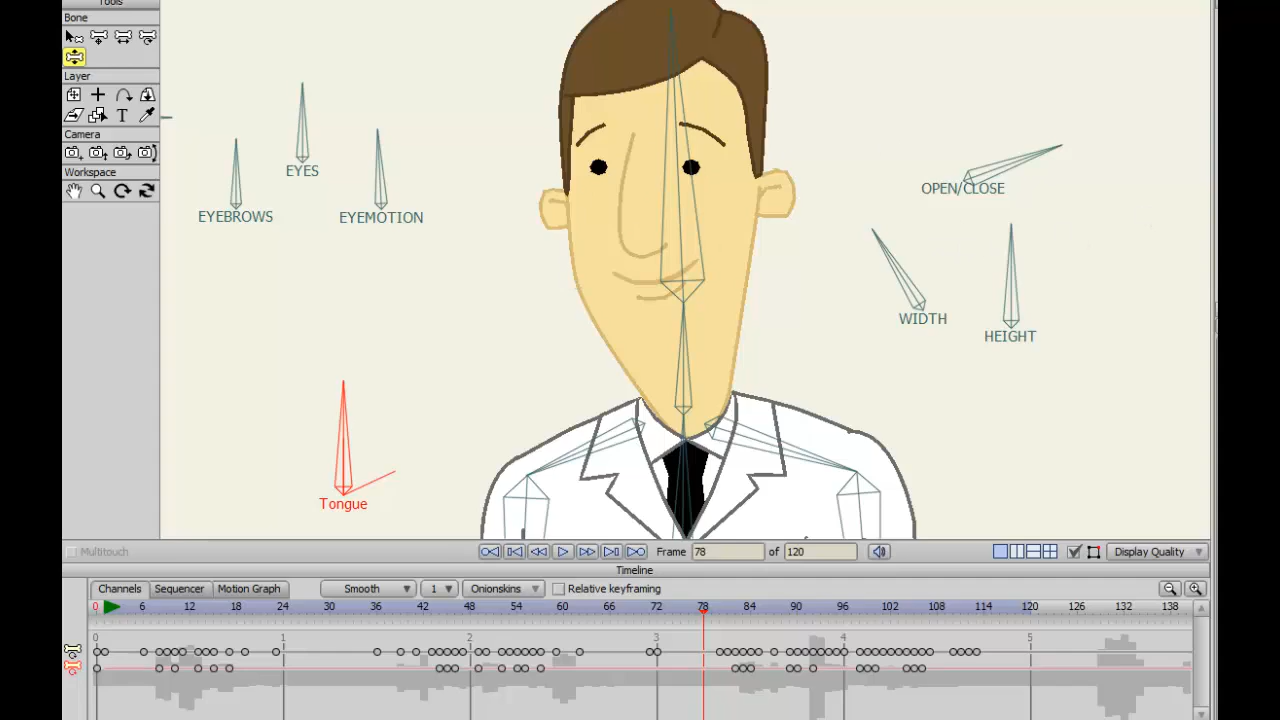 Tools
Bone
Layer
T
Camera
Workspace
EYES
EYEBROWS
EYEMOTION
OPEN/CLOSE
WIDTH
HEIGHT
Tongue
Multitouch
Frame 78 of 120
Display Quality
Timeline
Channels Sequencer Motion Graph Smooth 1 Onionskins Relative keyframing
0 6 12 18 24 30 36 42 48 54 60 66 72 78 84 90 96 102 108 114 120 126 132 138
0 1 2 3 4 5